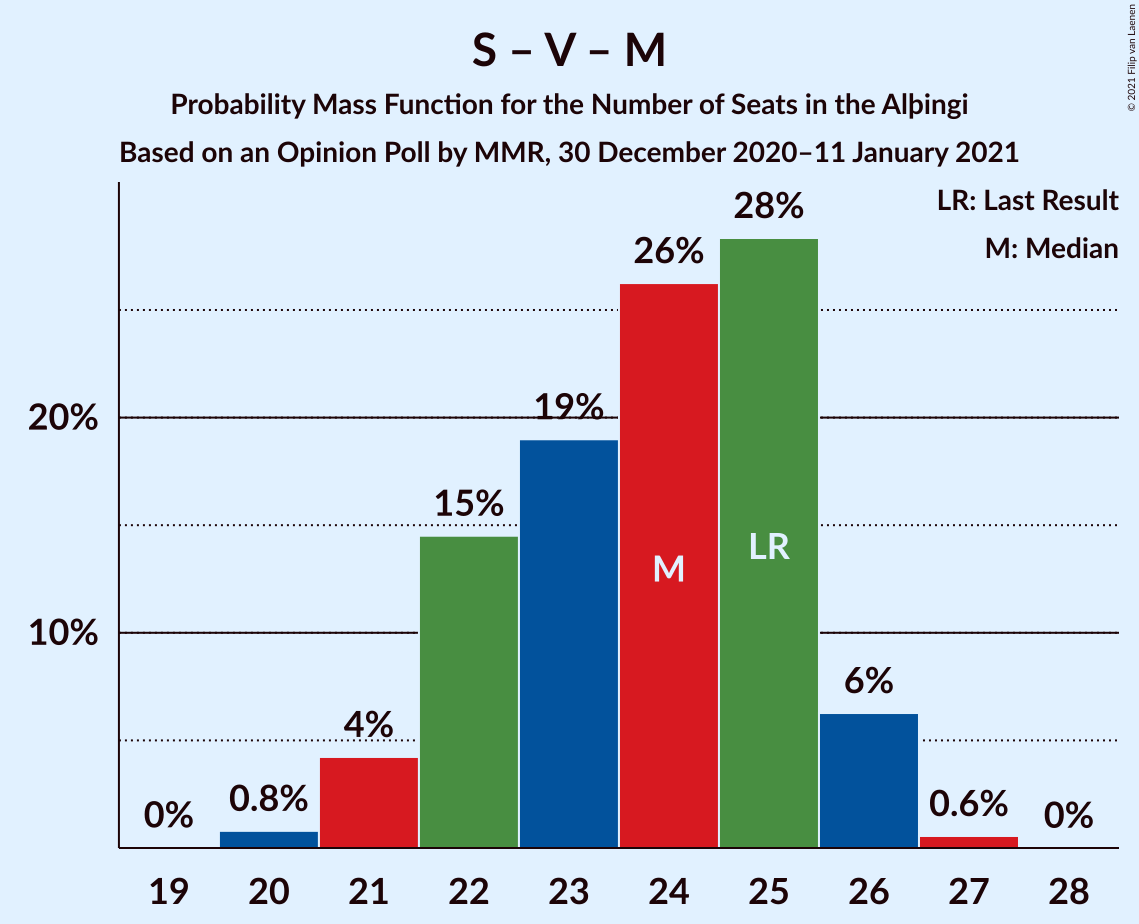 S – V – M
Probability Mass Function for the Number of Seats in the Alþingi
Based on an Opinion Poll by MMR, 30 December 2020–11 January 2021
© 2021 Filip van Laenen
LR: Last Result
M: Median
28%
26%
19%
20%
15%
LR
M
10%
6%
4%
0.8%
0.6%
0%
0%
19 20 21 22 23 24 25 26 27 28